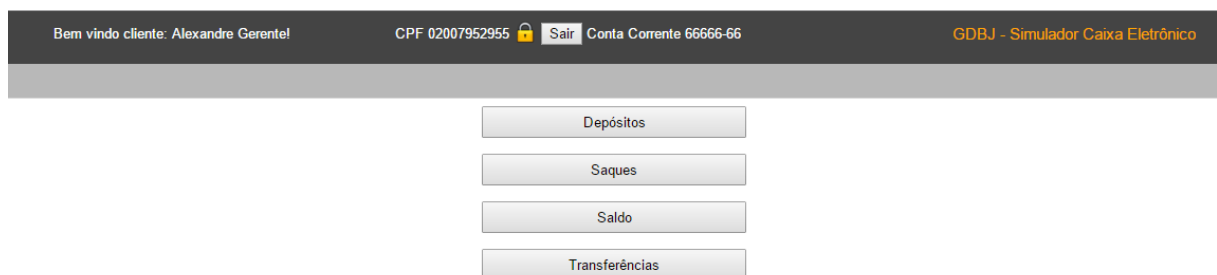 Bem vindo cliente: Alexandre Gerente! CPF 02007952955 Sair Conta Corrente 66666-66 GDBJ - Simulador Caixa Eletrônico
Depósitos
Saques
Saldo
Transferências